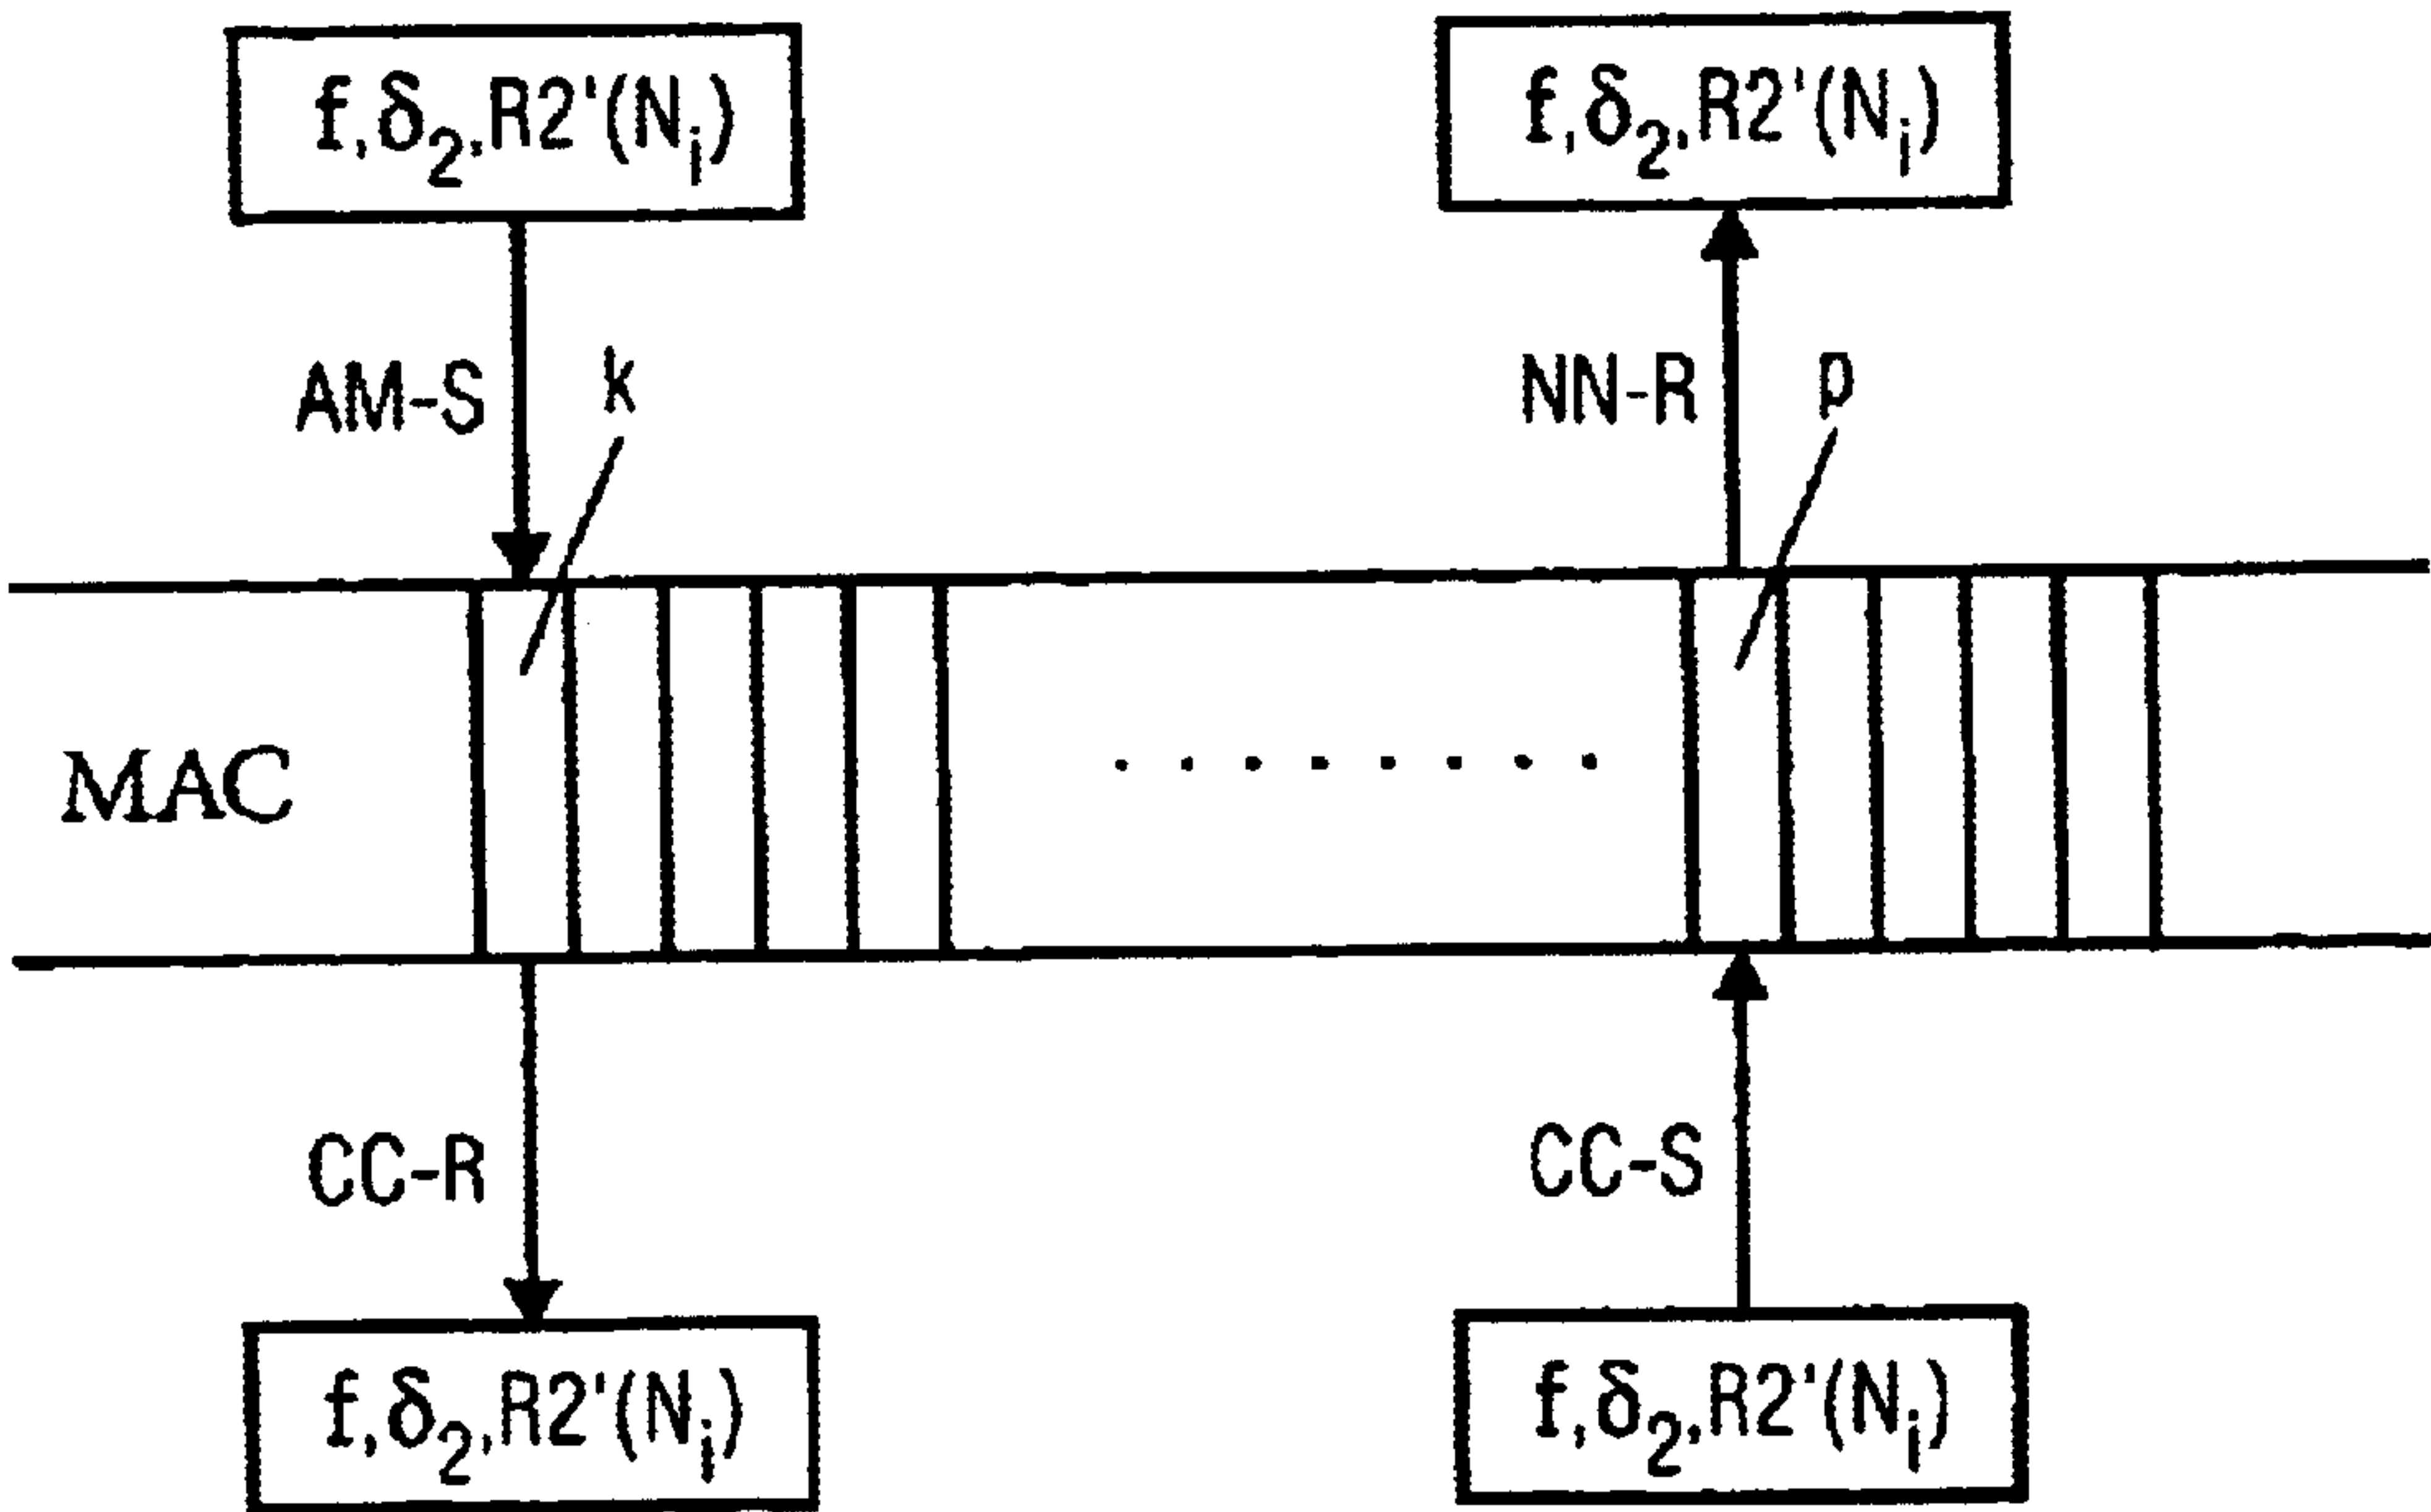 f,δ₂,R2'(Nᵢ)
f,δ₂,R2'(Nᵢ)
AM-S
k
NN-R
p
MAC
CC-R
CC-S
f,δ₂,R2'(Nᵢ)
f,δ₂,R2'(Nᵢ)